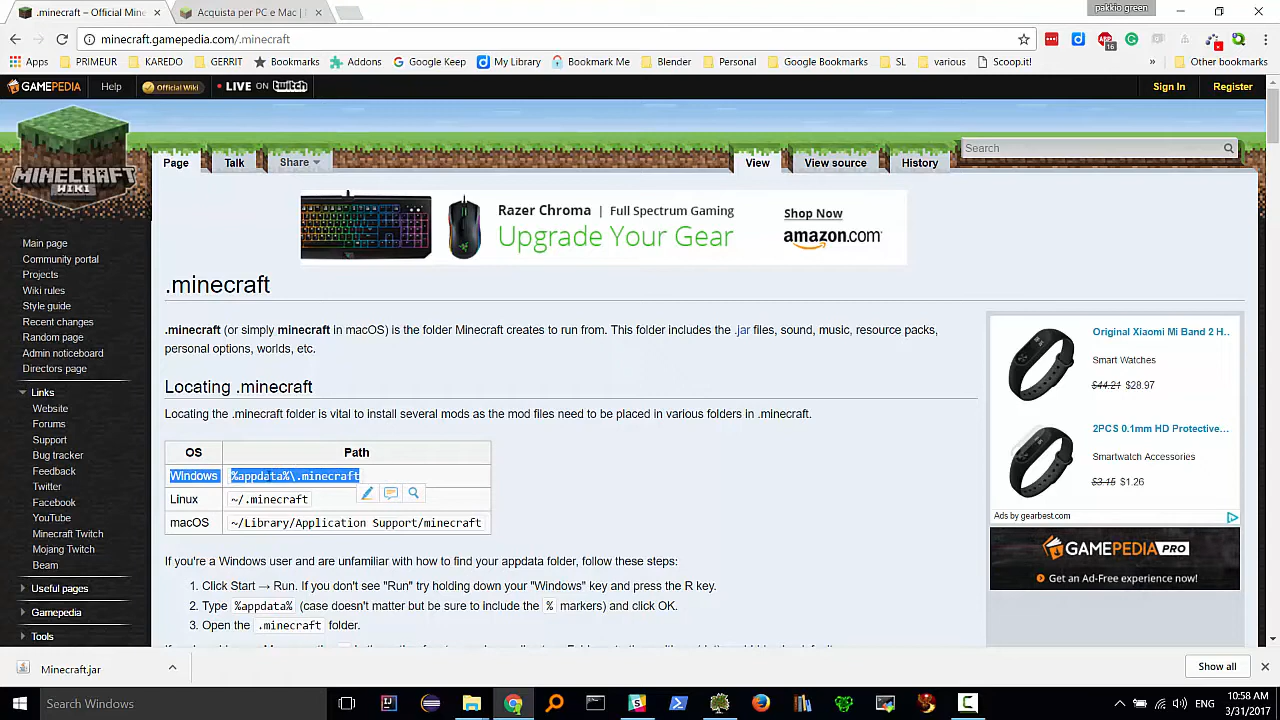 .minecraft – Official Mine
Acquista per PC e Mac |
pakkio green
minecraft.gamepedia.com/.minecraft
16
Apps
PRIMEUR
KAREDO
GERRIT
Bookmarks
Addons
Google Keep
My Library
Bookmark Me
Blender
Personal
Google Bookmarks
SL
various
Scoop.it!
»
Other bookmarks
GAMEPEDIA
Help
Official Wiki
LIVE ON twitch
Sign In
Register
MINECRAFT
WIKI
Page
Talk
Share
View
View source
History
Search
Razer Chroma | Full Spectrum Gaming
Upgrade Your Gear
Shop Now
amazon.com
Main page
Community portal
Projects
Wiki rules
Style guide
Recent changes
Random page
Admin noticeboard
Directors page
Links
Website
Forums
Support
Bug tracker
Feedback
Twitter
Facebook
YouTube
Minecraft Twitch
Mojang Twitch
Beam
Useful pages
Gamepedia
Tools
.minecraft
.minecraft (or simply minecraft in macOS) is the folder Minecraft creates to run from. This folder includes the .jar files, sound, music, resource packs,
personal options, worlds, etc.
Locating .minecraft
Locating the .minecraft folder is vital to install several mods as the mod files need to be placed in various folders in .minecraft.
OS Path
Windows %appdata%\.minecraft
Linux ~/.minecraft
macOS ~/Library/Application Support/minecraft
If you're a Windows user and are unfamiliar with how to find your appdata folder, follow these steps:
1. Click Start → Run. If you don't see "Run" try holding down your "Windows" key and press the R key.
2. Type %appdata% (case doesn't matter but be sure to include the % markers) and click OK.
3. Open the .minecraft folder.
Original Xiaomi Mi Band 2 H..
Smart Watches
$44.21 $28.97
2PCS 0.1mm HD Protective...
Smartwatch Accessories
$3.15 $1.26
Ads by gearbest.com
GAMEPEDIA PRO
Get an Ad-Free experience now!
Minecraft.jar
Show all
Search Windows
10:58 AM
3/31/2017